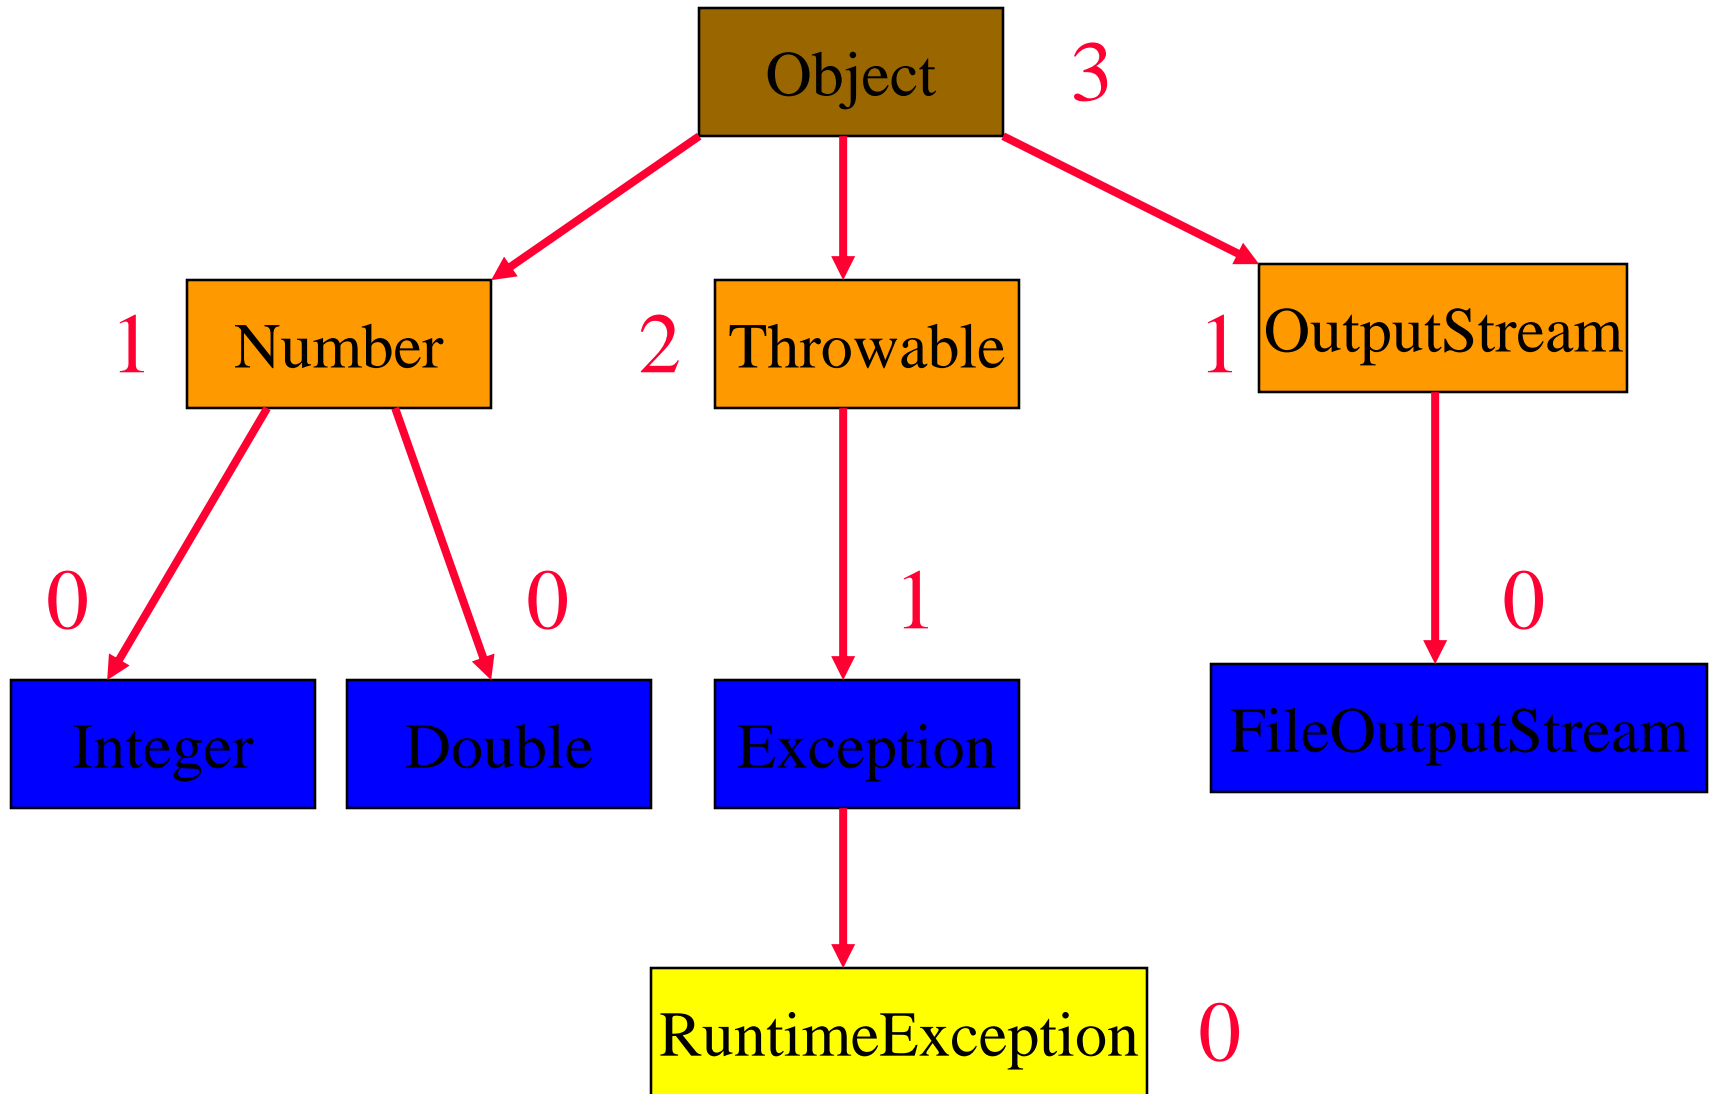 Object 3
1 Number 2 Throwable 1 OutputStream
0 0 1 0
Integer Double Exception FileOutputStream
RuntimeException 0